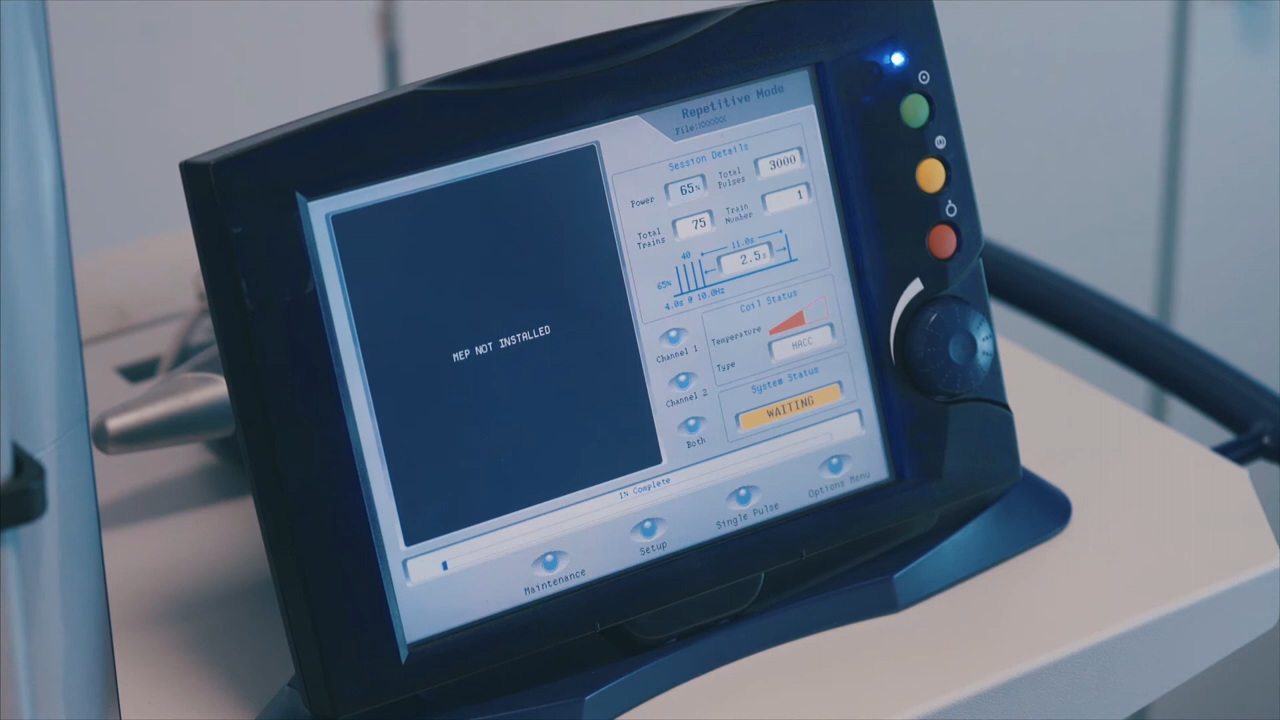 Repetitive Mode
File:
Session Details
Power 65% Total Pulses 3000
Total Trains 75 Train Number 1
40 11.0s
2.5s
65%
4.0s @ 10.0Hz
MEP NOT INSTALLED
Channel 1
Channel 2
Both
Coil Status
Temperature
Type HACC
System Status
WAITING
1% Complete
Maintenance
Setup
Single Pulse
Options Menu